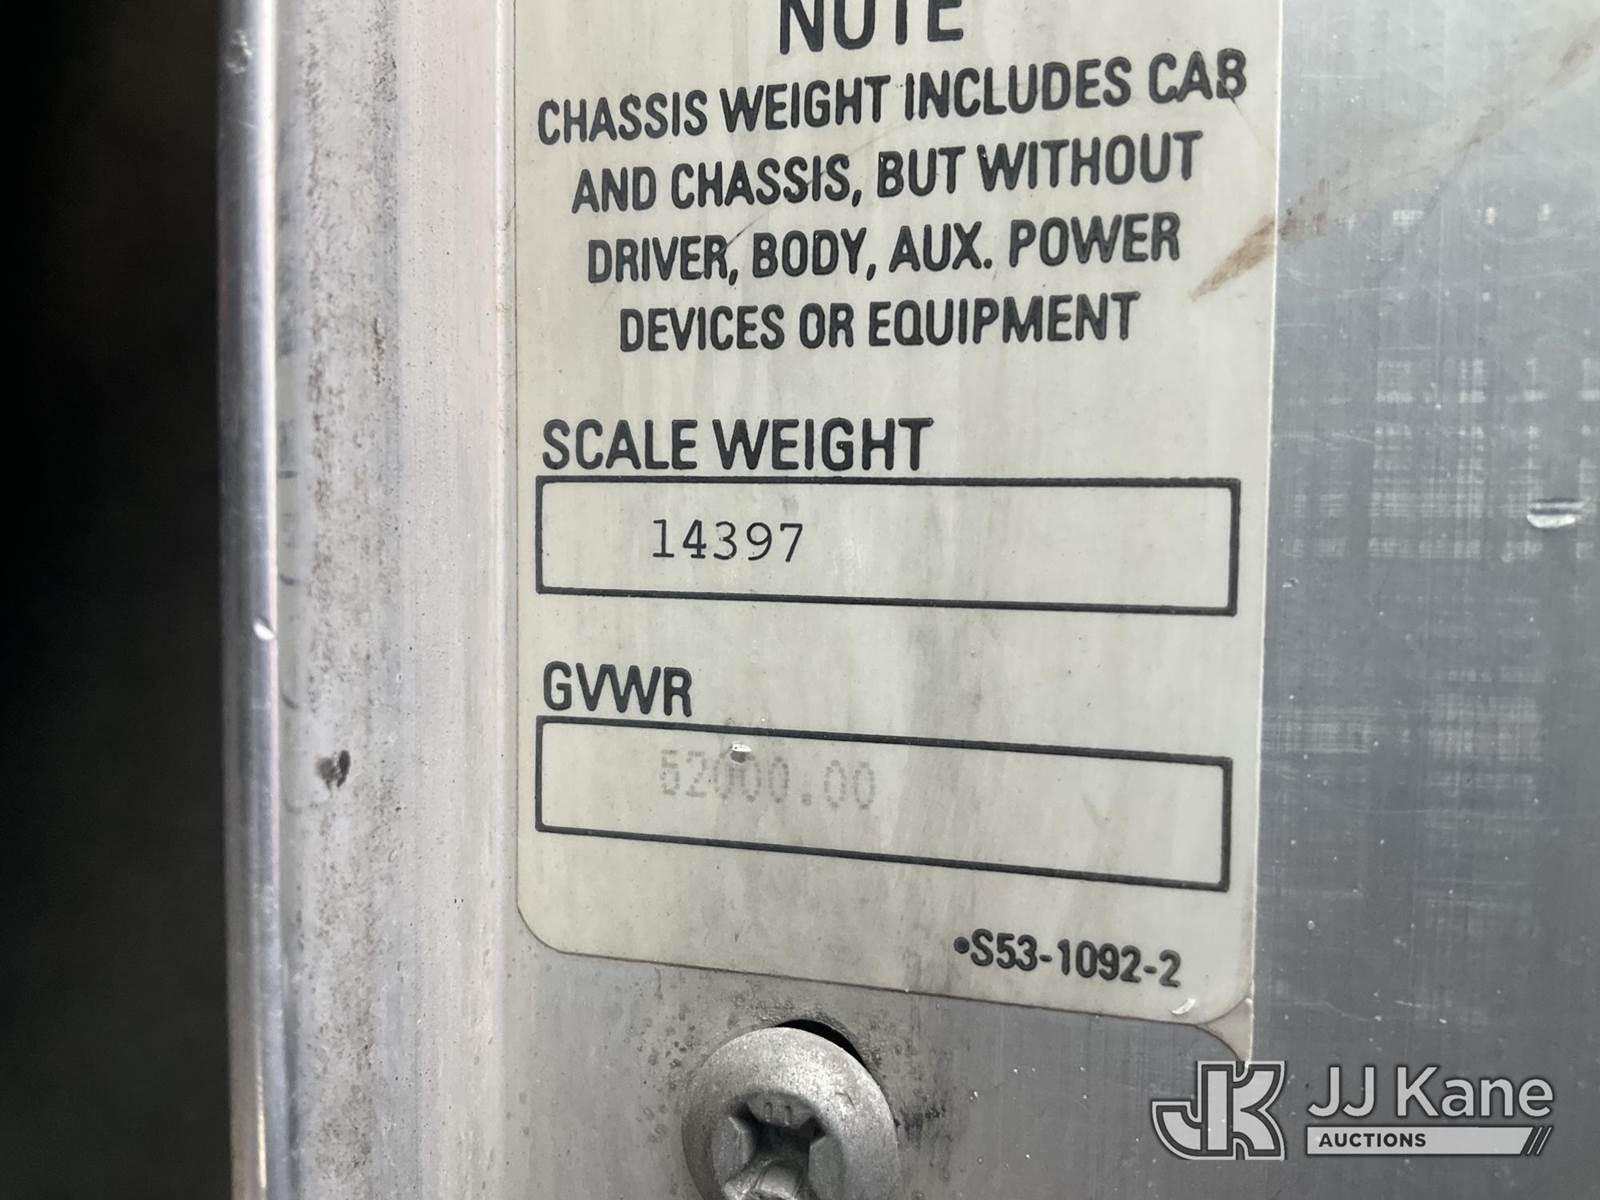 NOTE
CHASSIS WEIGHT INCLUDES CAB
AND CHASSIS, BUT WITHOUT
DRIVER, BODY, AUX. POWER
DEVICES OR EQUIPMENT
SCALE WEIGHT
14397
GVWR
52000.00
•S53-1092-2
JK JJ Kane
AUCTIONS